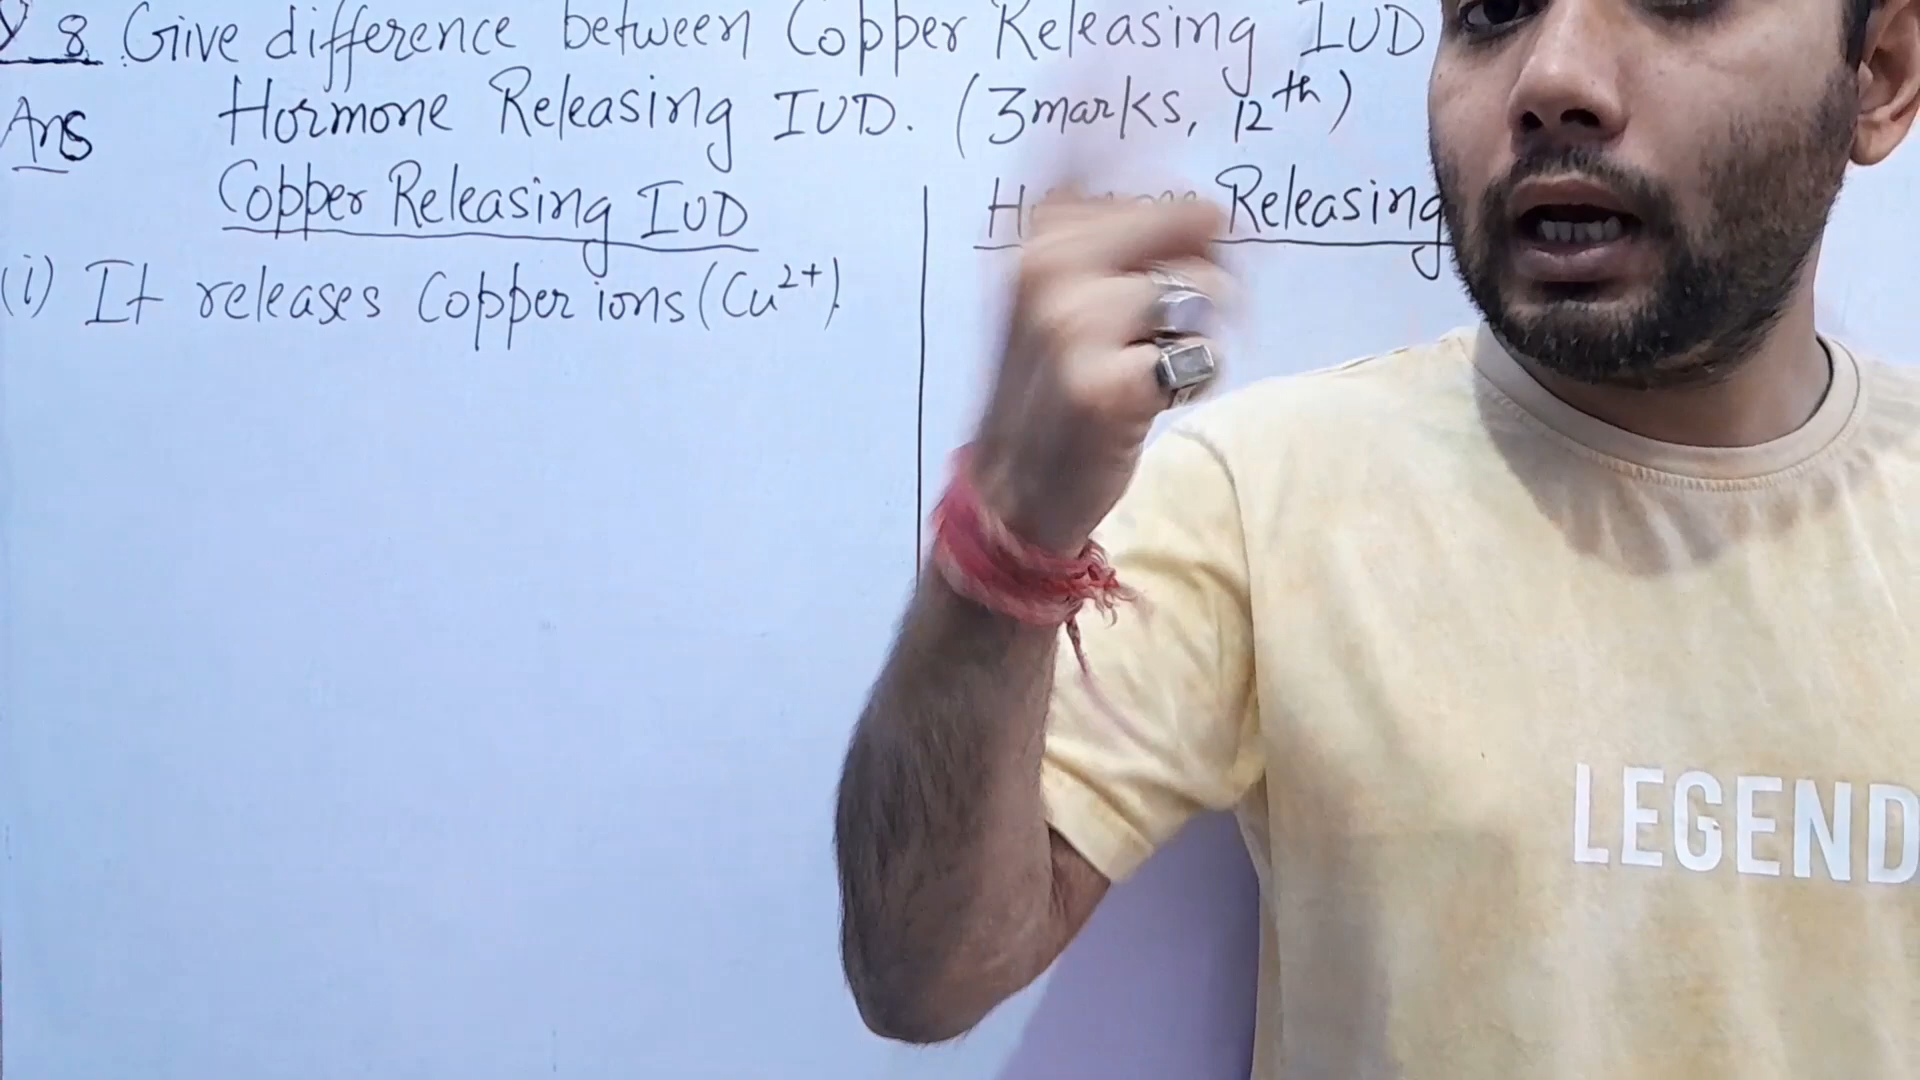 8 Give difference between Copper Releasing IUD
Hormone Releasing IUD. (3marks, 12th)
Ans
Copper Releasing IUD
Releasing
(i) It releases Copper ions (Cu²⁺).
LEGEND